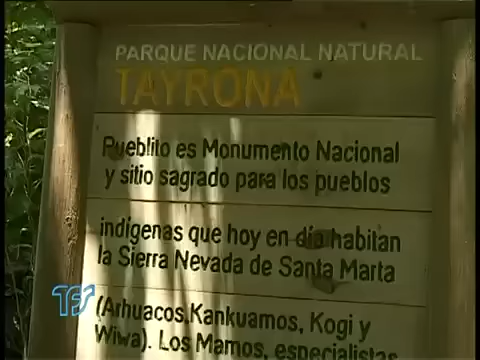 PARQUE NACIONAL NATURAL
TAYRONA
Pueblito es Monumento Nacional
y sitio sagrado para los pueblos
indígenas que hoy en día habitan
la Sierra Nevada de Santa Marta
(Arhuacos,Kankuamos, Kogi y
Wiwa). Los Mamos, especialistas